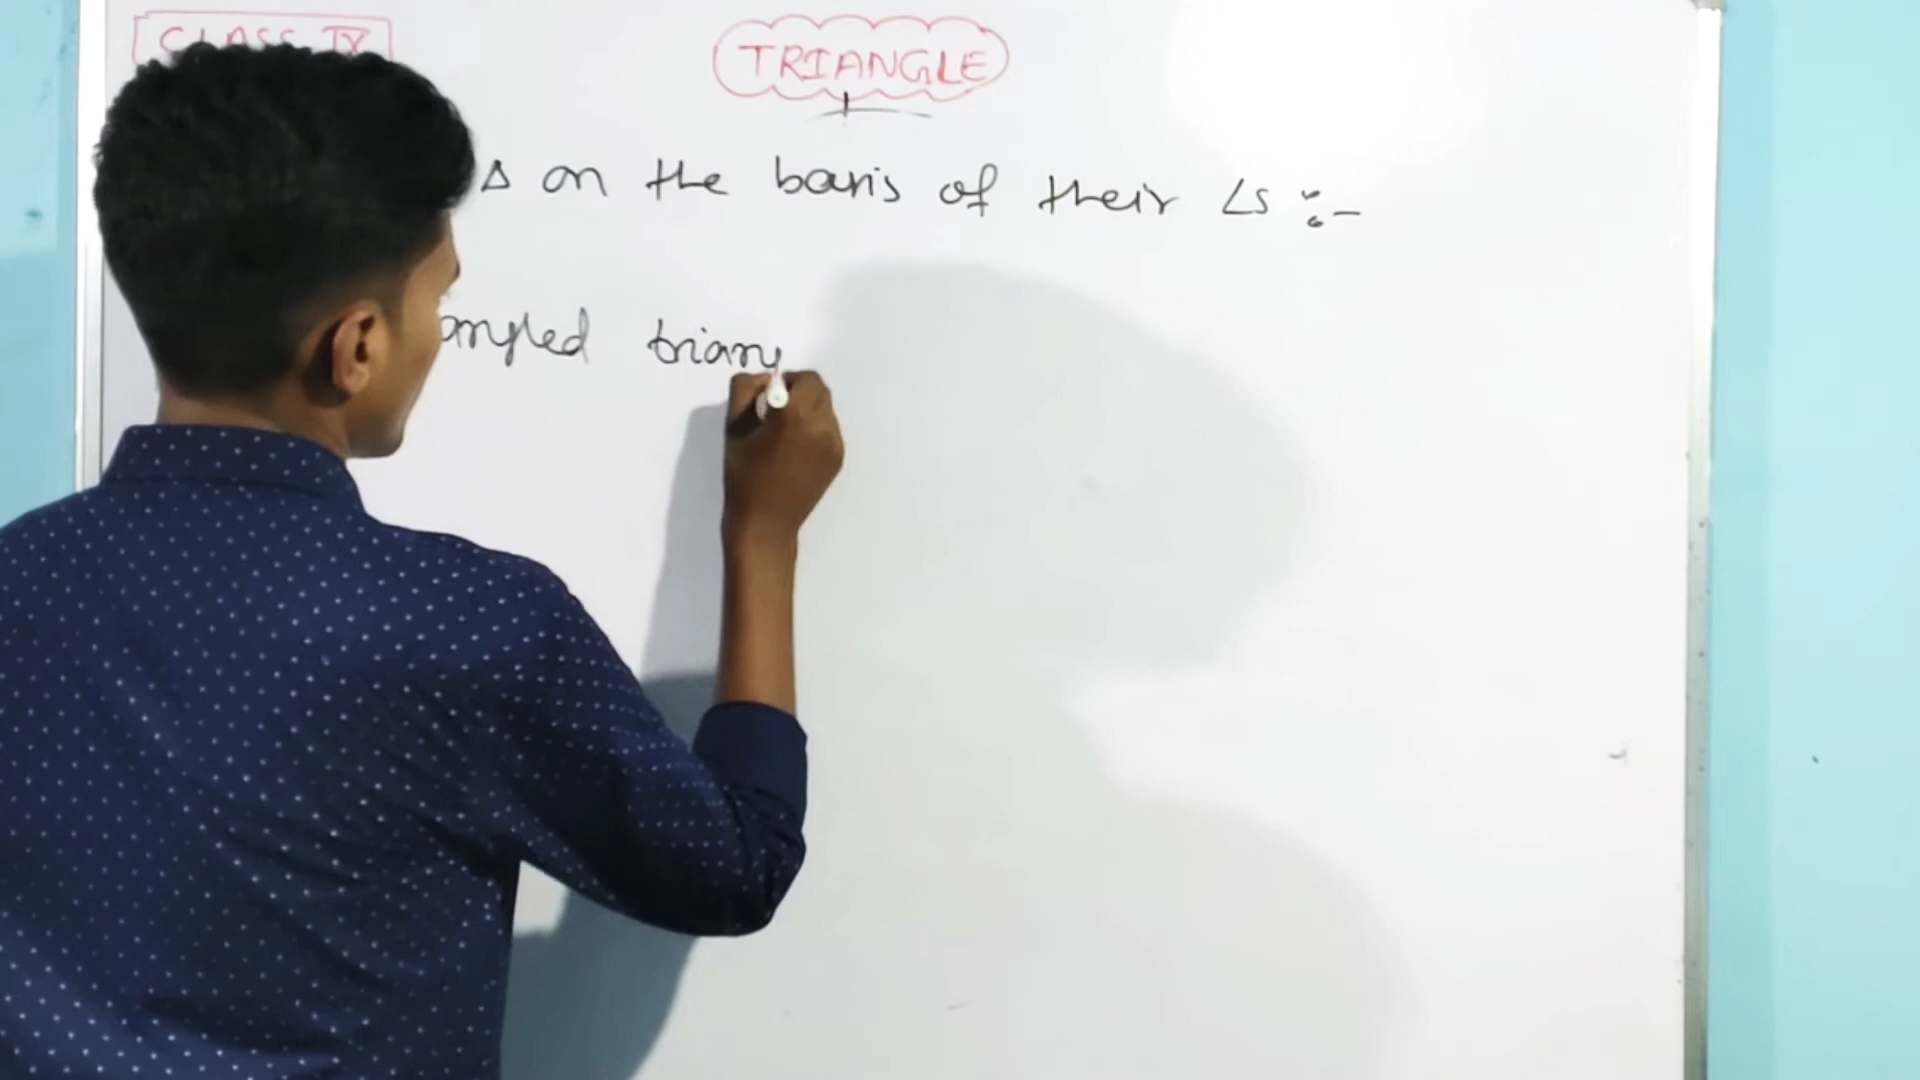 CLASS IX
TRIANGLE
Δ on the basis of their ∠s :-
angled triang